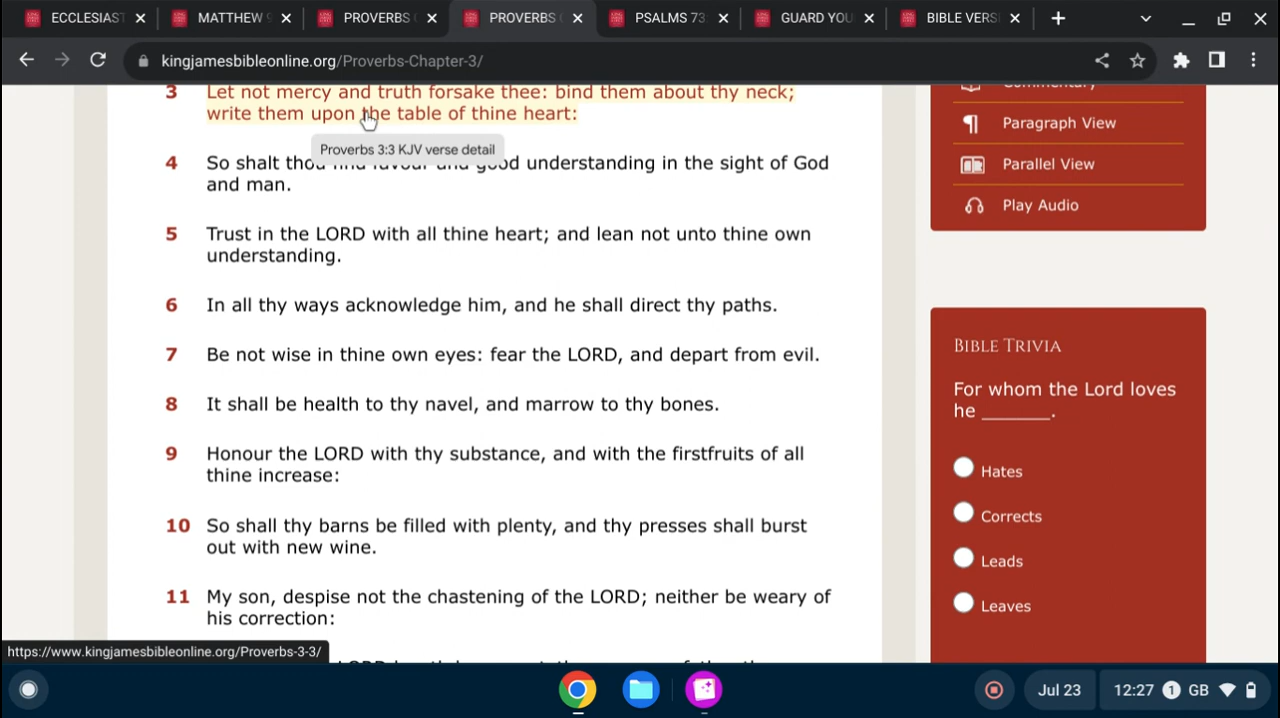 ECCLESIAST
MATTHEW 9
PROVERBS
PROVERBS
PSALMS 73:
GUARD YOU
BIBLE VERS
kingjamesbibleonline.org/Proverbs-Chapter-3/
3 Let not mercy and truth forsake thee: bind them about thy neck;
write them upon the table of thine heart:
Proverbs 3:3 KJV verse detail
4 So shalt thou find favour and good understanding in the sight of God
and man.
5 Trust in the LORD with all thine heart; and lean not unto thine own
understanding.
6 In all thy ways acknowledge him, and he shall direct thy paths.
7 Be not wise in thine own eyes: fear the LORD, and depart from evil.
8 It shall be health to thy navel, and marrow to thy bones.
9 Honour the LORD with thy substance, and with the firstfruits of all
thine increase:
10 So shall thy barns be filled with plenty, and thy presses shall burst
out with new wine.
11 My son, despise not the chastening of the LORD; neither be weary of
his correction:
Commentary
Paragraph View
Parallel View
Play Audio
BIBLE TRIVIA
For whom the Lord loves
he _______.
Hates
Corrects
Leads
Leaves
https://www.kingjamesbibleonline.org/Proverbs-3-3/
Jul 23
12:27 1 GB